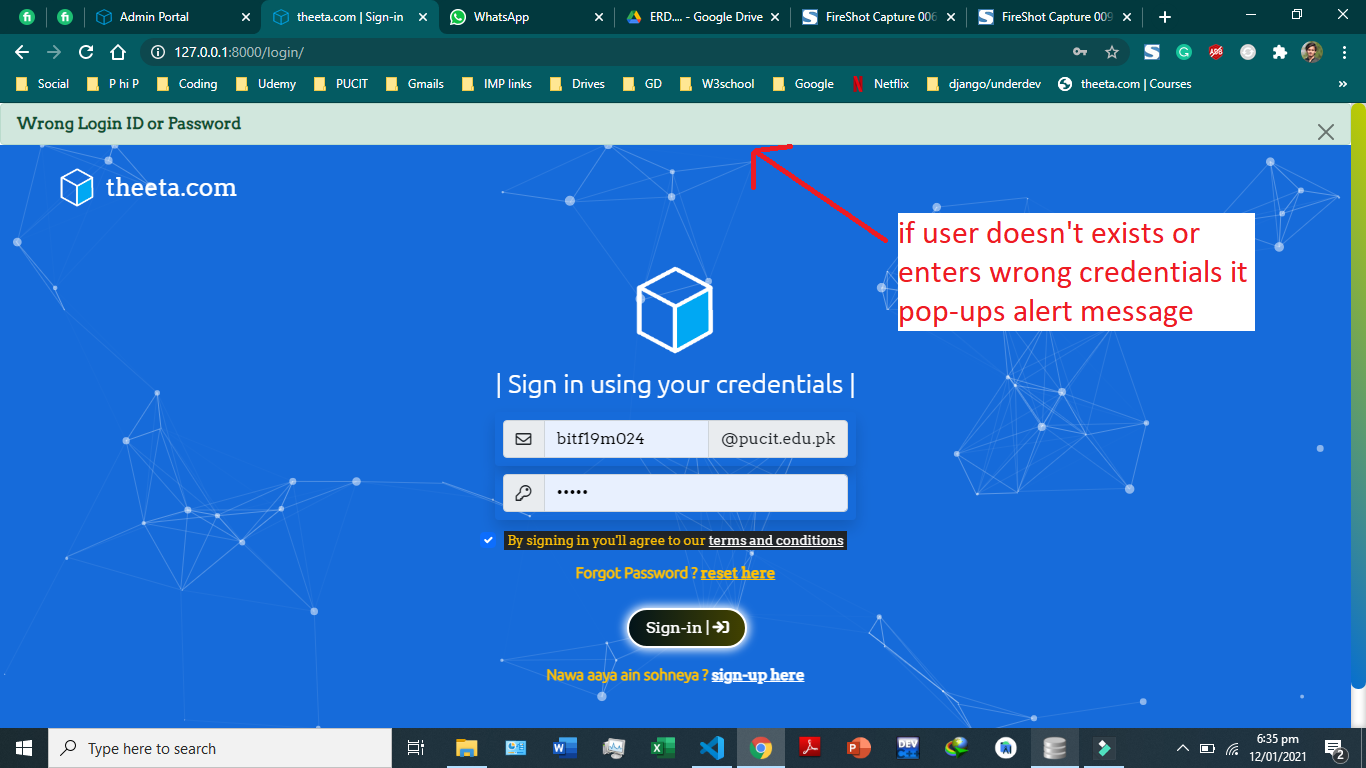 Admin Portal
theeta.com | Sign-in
WhatsApp
ERD.... - Google Drive
FireShot Capture 006
FireShot Capture 009
127.0.0.1:8000/login/
Social
P hi P
Coding
Udemy
PUCIT
Gmails
IMP links
Drives
GD
W3school
Google
Netflix
django/underdev
theeta.com | Courses
»
Wrong Login ID or Password
theeta.com
if user doesn't exists or
enters wrong credentials it
pop-ups alert message
| Sign in using your credentials |
bitf19m024
@pucit.edu.pk
•••••
By signing in you'll agree to our terms and conditions
Forgot Password ? reset here
Sign-in |
Nawa aaya ain sohneya ? sign-up here
Type here to search
6:35 pm
12/01/2021
2